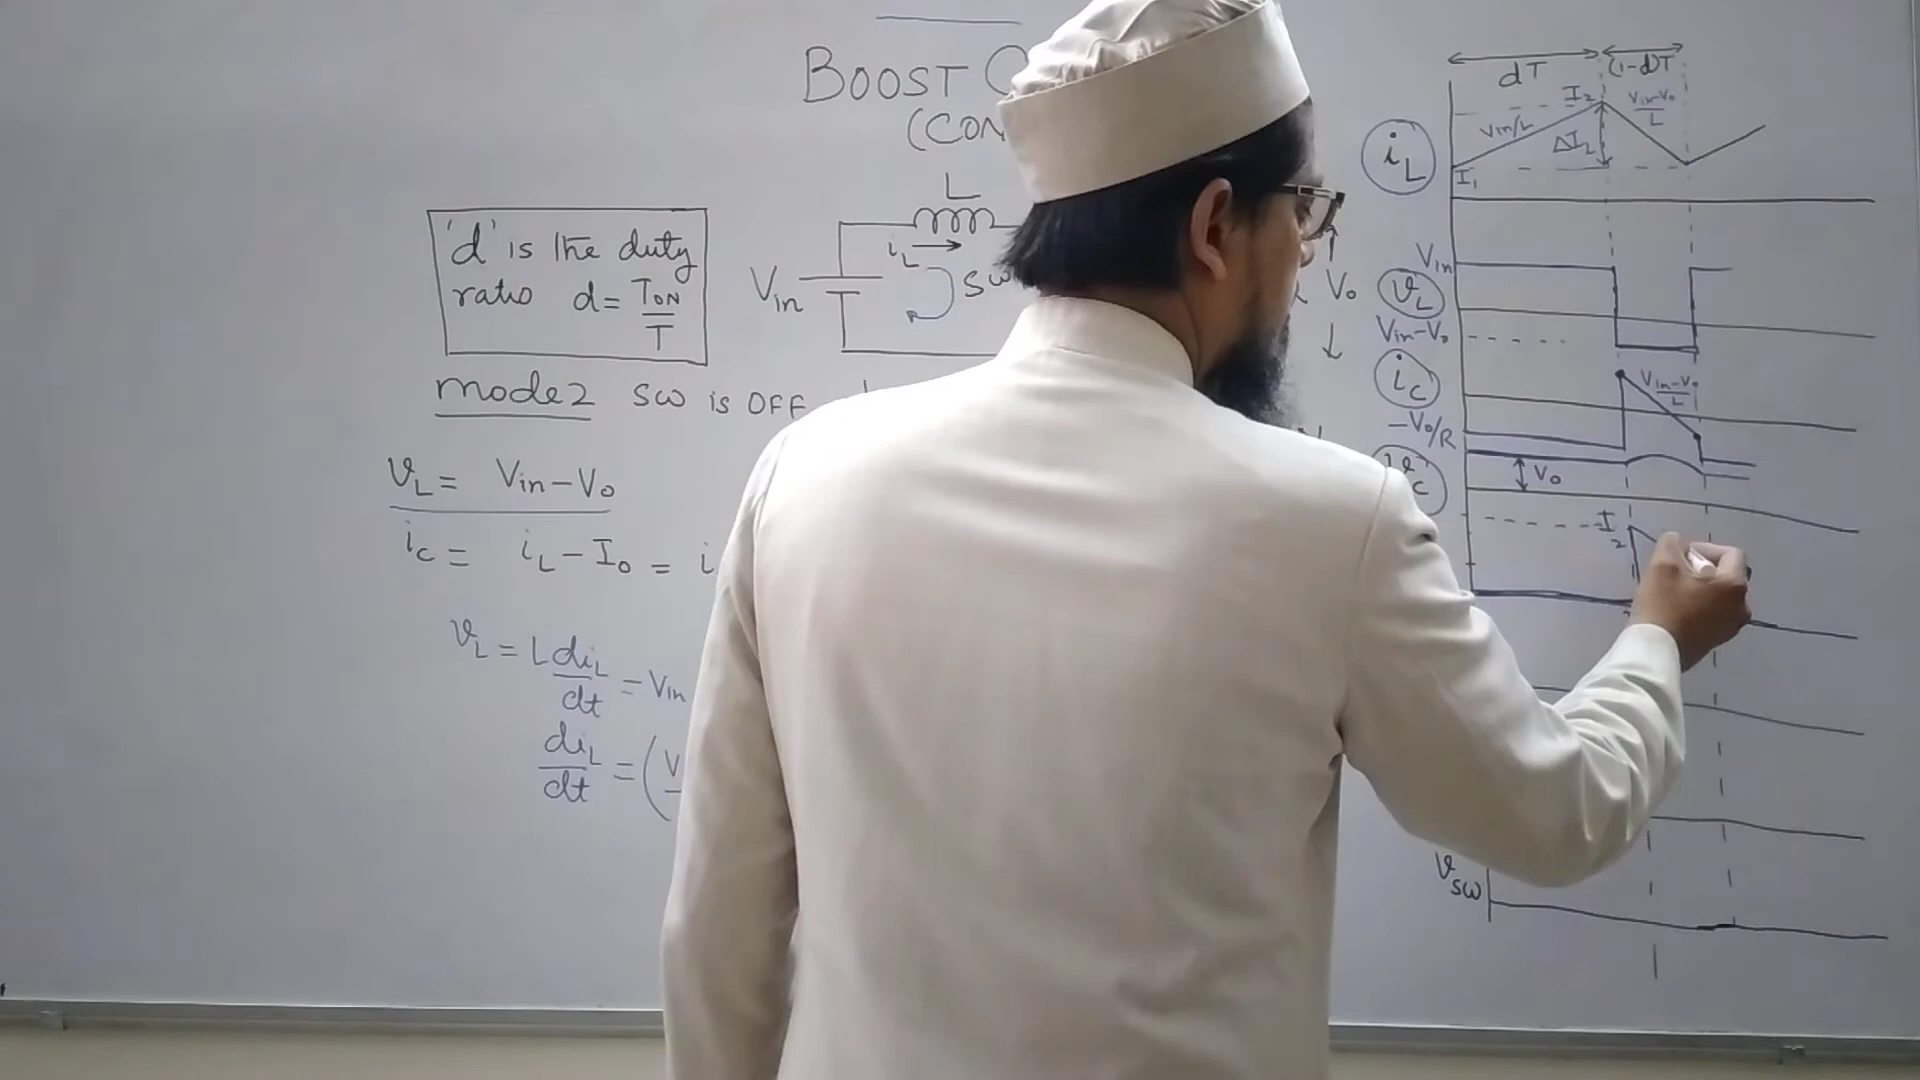 BOOST C
(CON
'd' is the duty
ratio d = TON/T
L
iL
Vin
SW
Vo
mode2 SW is OFF
vL = Vin-Vo
iC = iL - Io = i
vL = L diL/dt = Vin
diL/dt = (V
dT (1-d)T
I2
Vin/L
ΔIL
Vin-Vo/L
iL
I1
Vin
vL
Vin-Vo
iC
Vin-Vo/L
-Vo/R
vC
Vo
I2
vSW